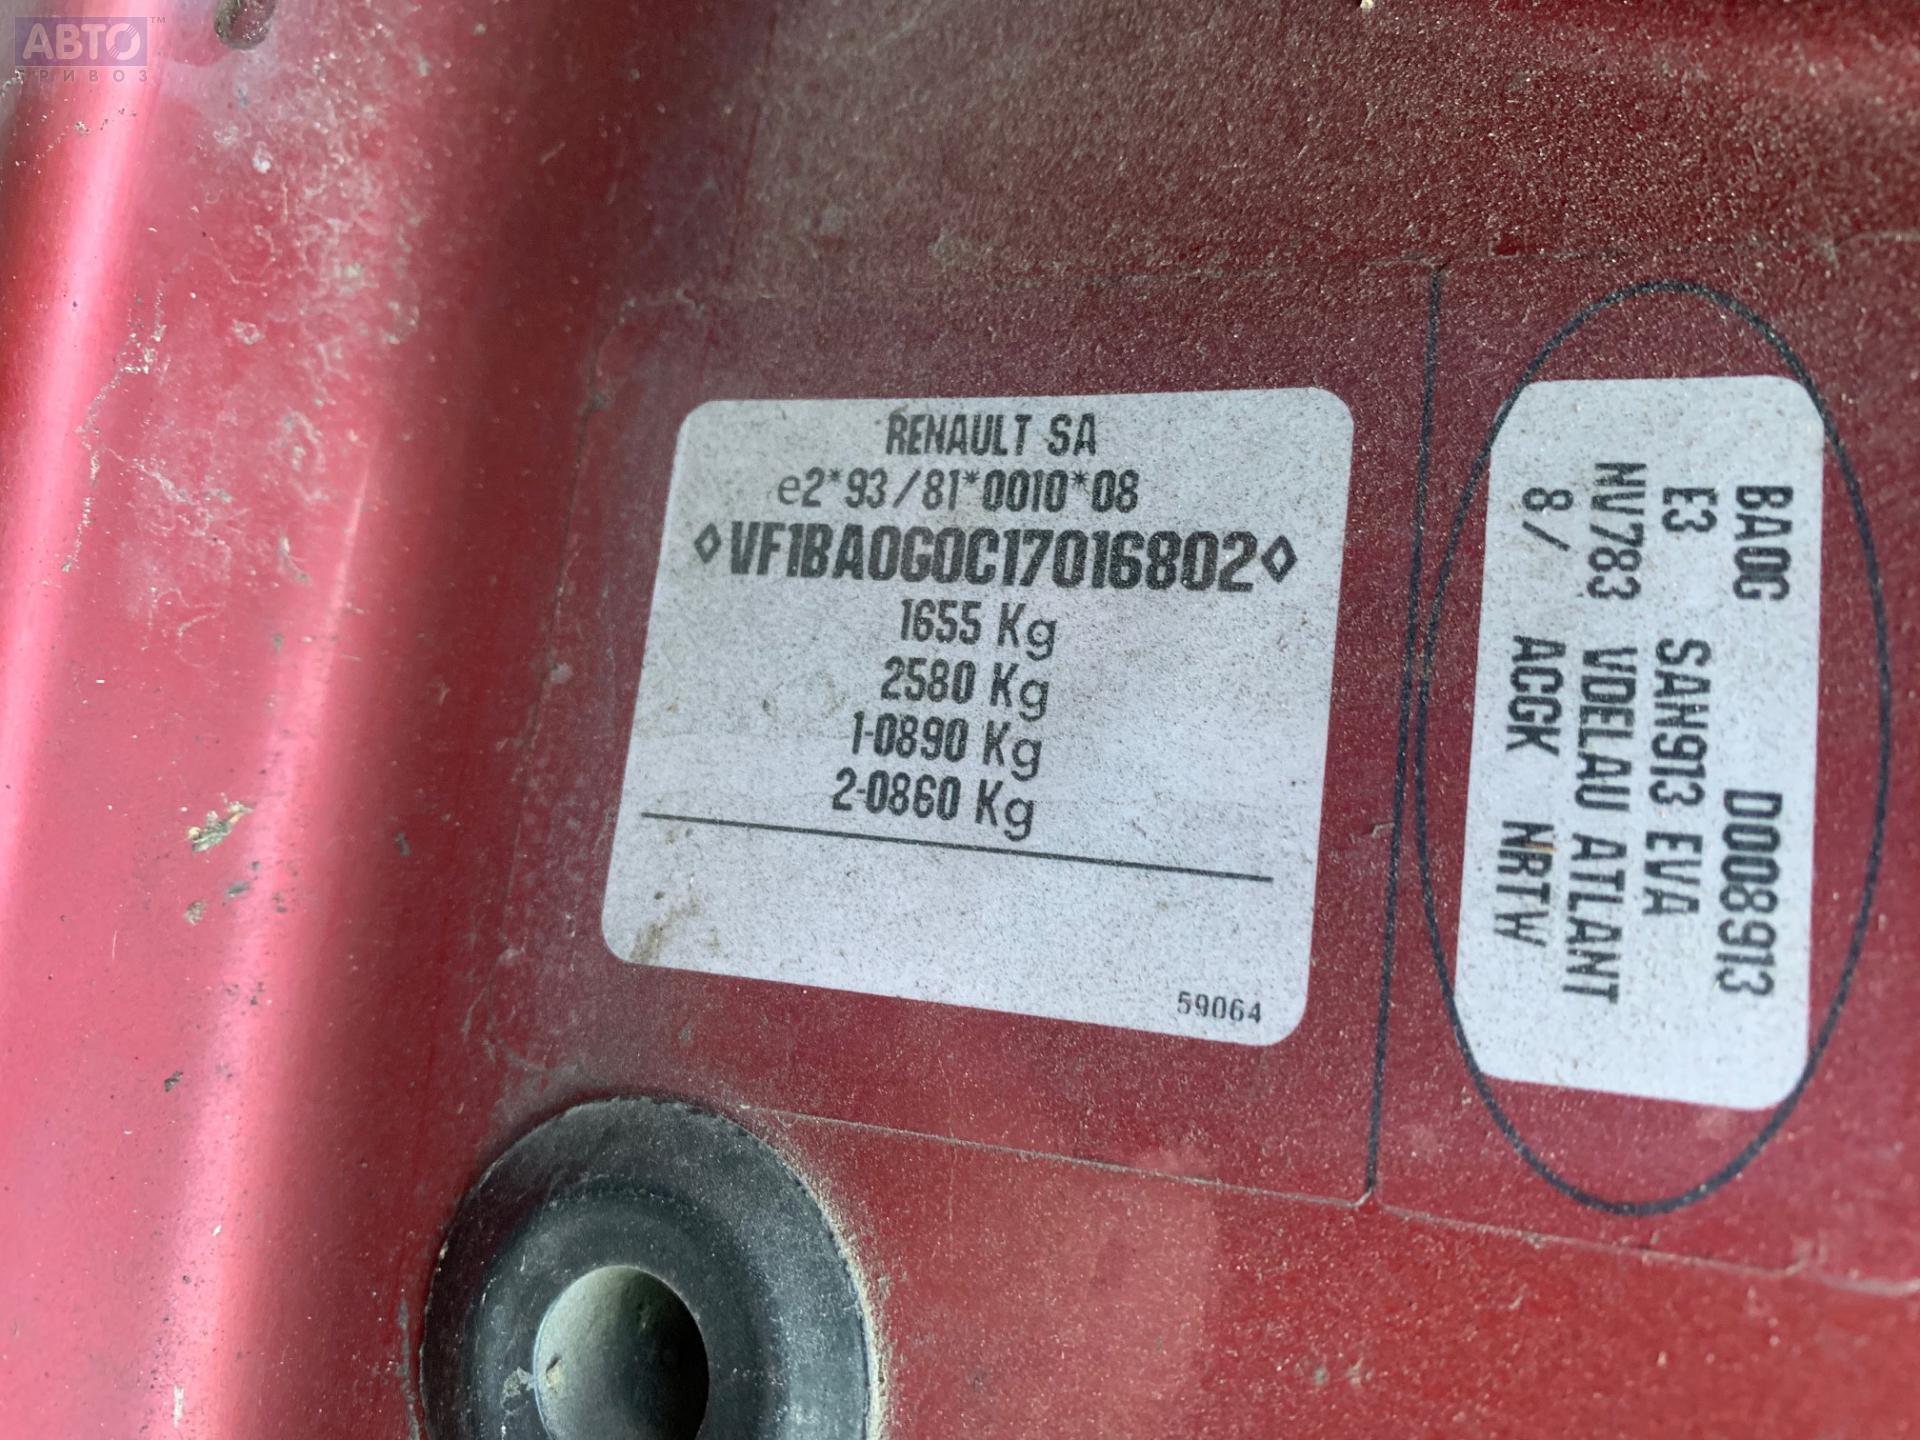 АВТО™
ПРИВОЗ
RENAULT SA
e2*93/81*0010*08
◊VF1BA0G0C17016802◊
1655 Kg
2580 Kg
1-0890 Kg
2-0860 Kg
59064
BA0G D008913
E3 SAN913 EVA
NV783 VDELAU ATLANT
8/ ACGK NRTW